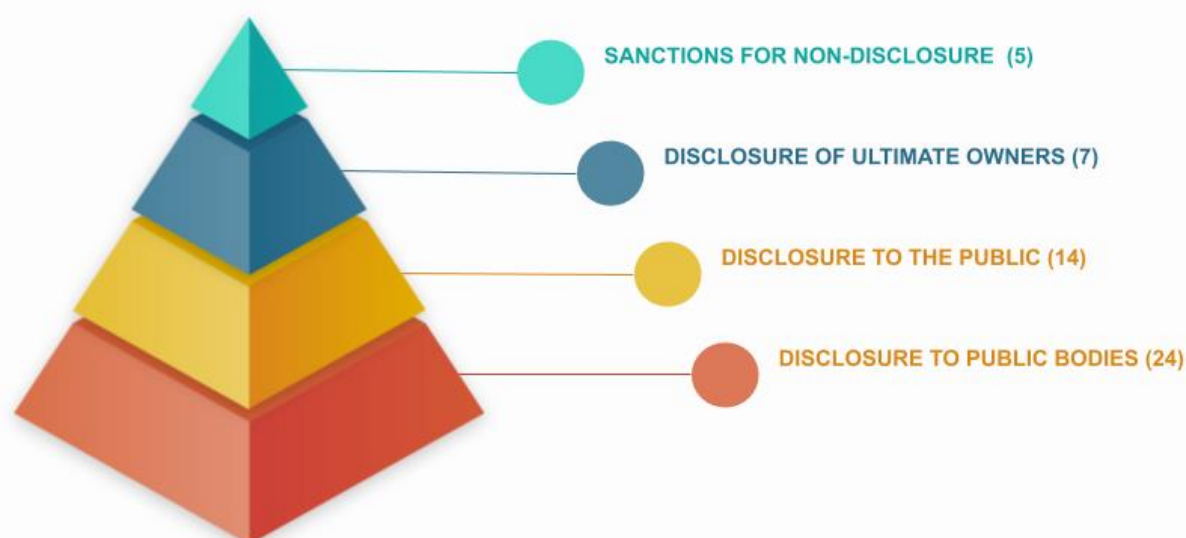 SANCTIONS FOR NON-DISCLOSURE (5)
DISCLOSURE OF ULTIMATE OWNERS (7)
DISCLOSURE TO THE PUBLIC (14)
DISCLOSURE TO PUBLIC BODIES (24)